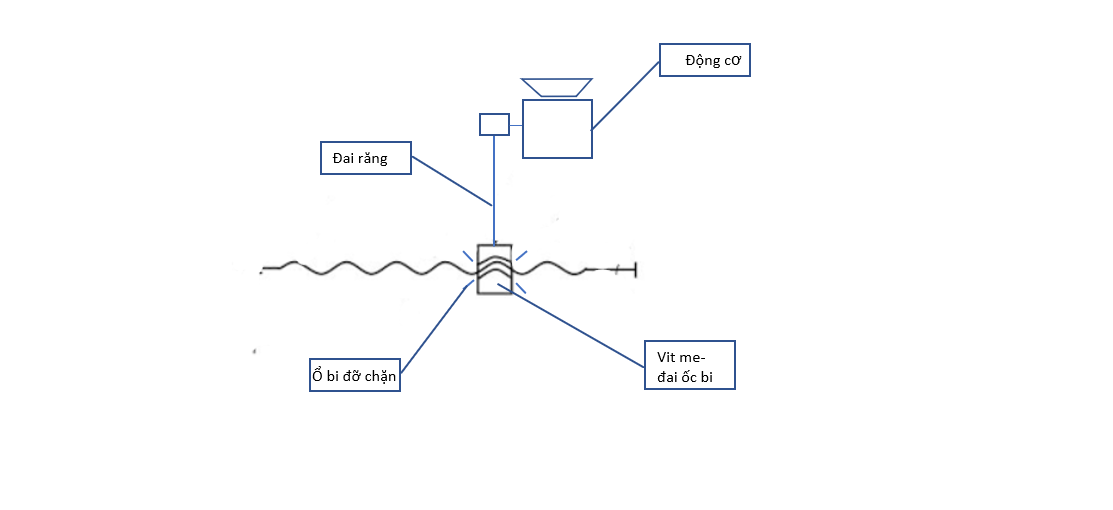 Động cơ
Đai răng
Vit me-
đai ốc bi
Ổ bi đỡ chặn